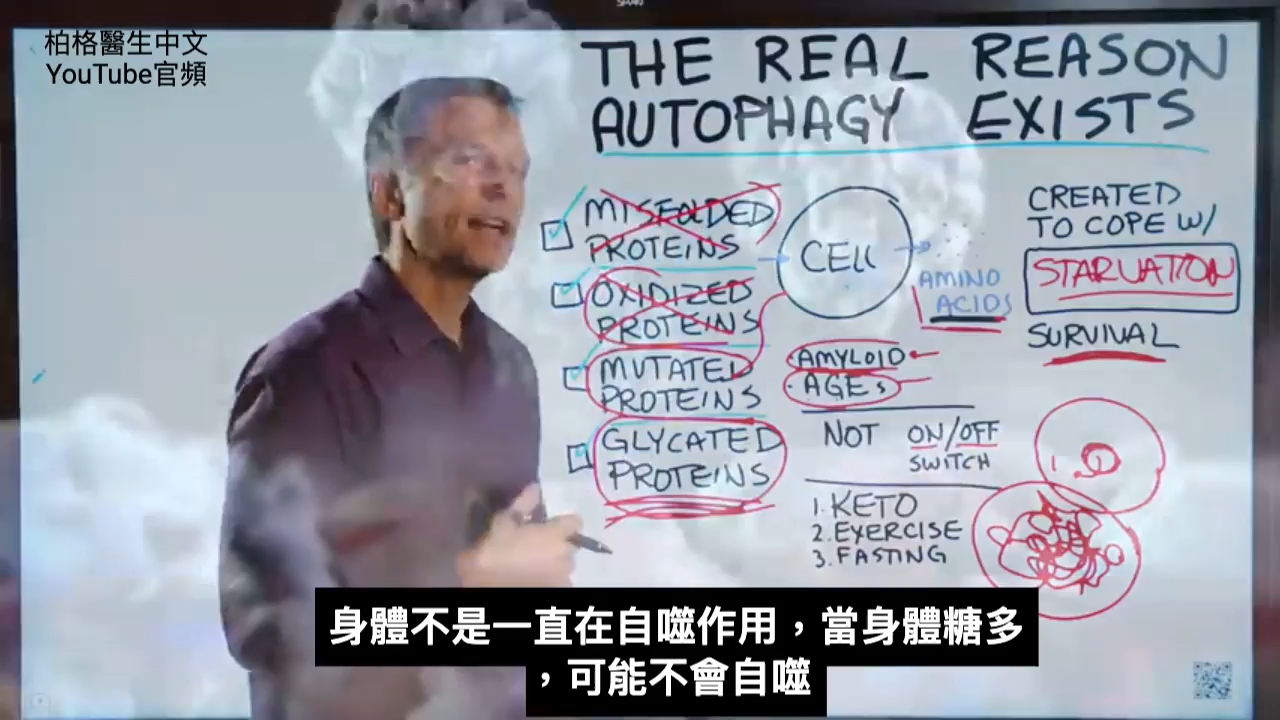 柏格醫生中文
YouTube官頻
THE REAL REASON
AUTOPHAGY EXISTS
MISFOLDED
PROTEINS
OXIDIZED
PROTEINS
MUTATED
PROTEINS
GLYCATED
PROTEINS
CELL
AMINO
ACIDS
AMYLOID
AGEs
NOT ON/OFF
SWITCH
1. KETO
2. EXERCISE
3. FASTING
CREATED
TO COPE W/
STARVATION
SURVIVAL
身體不是一直在自噬作用，當身體糖多
，可能不會自噬